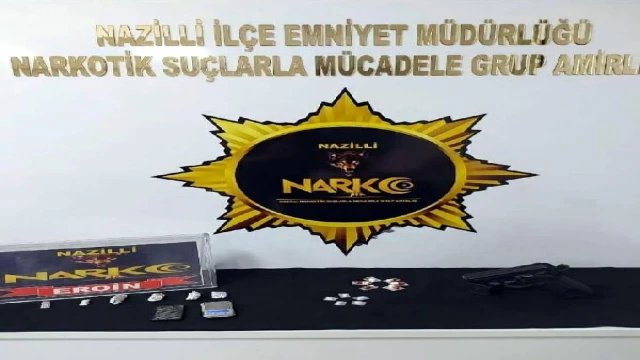 NAZİLLİ İLÇE EMNİYET MÜDÜRLÜĞÜ
NARKOTİK SUÇLARLA MÜCADELE GRUP AMİRL
NAZİLLİ
NARKO
NAZİLLİ
NARKO
EROİN